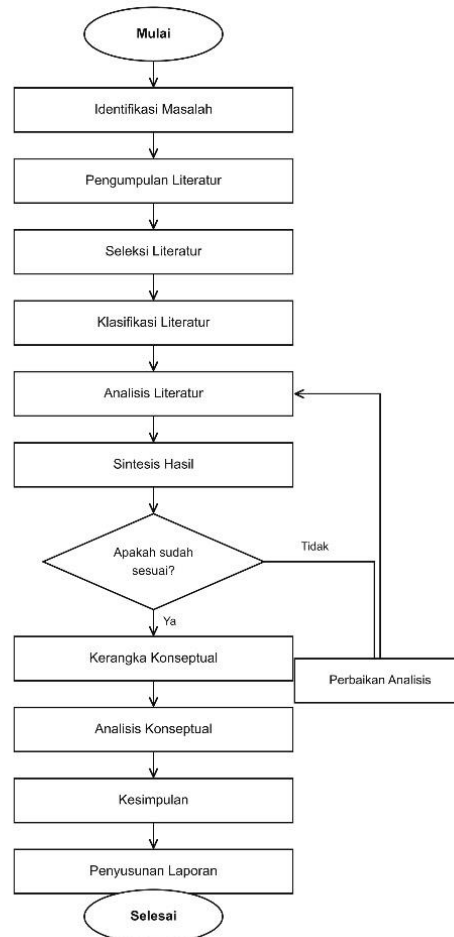 Mulai
Identifikasi Masalah
Pengumpulan Literatur
Seleksi Literatur
Klasifikasi Literatur
Analisis Literatur
Sintesis Hasil
Apakah sudah
sesuai?
Tidak
Ya
Kerangka Konseptual
Perbaikan Analisis
Analisis Konseptual
Kesimpulan
Penyusunan Laporan
Selesai